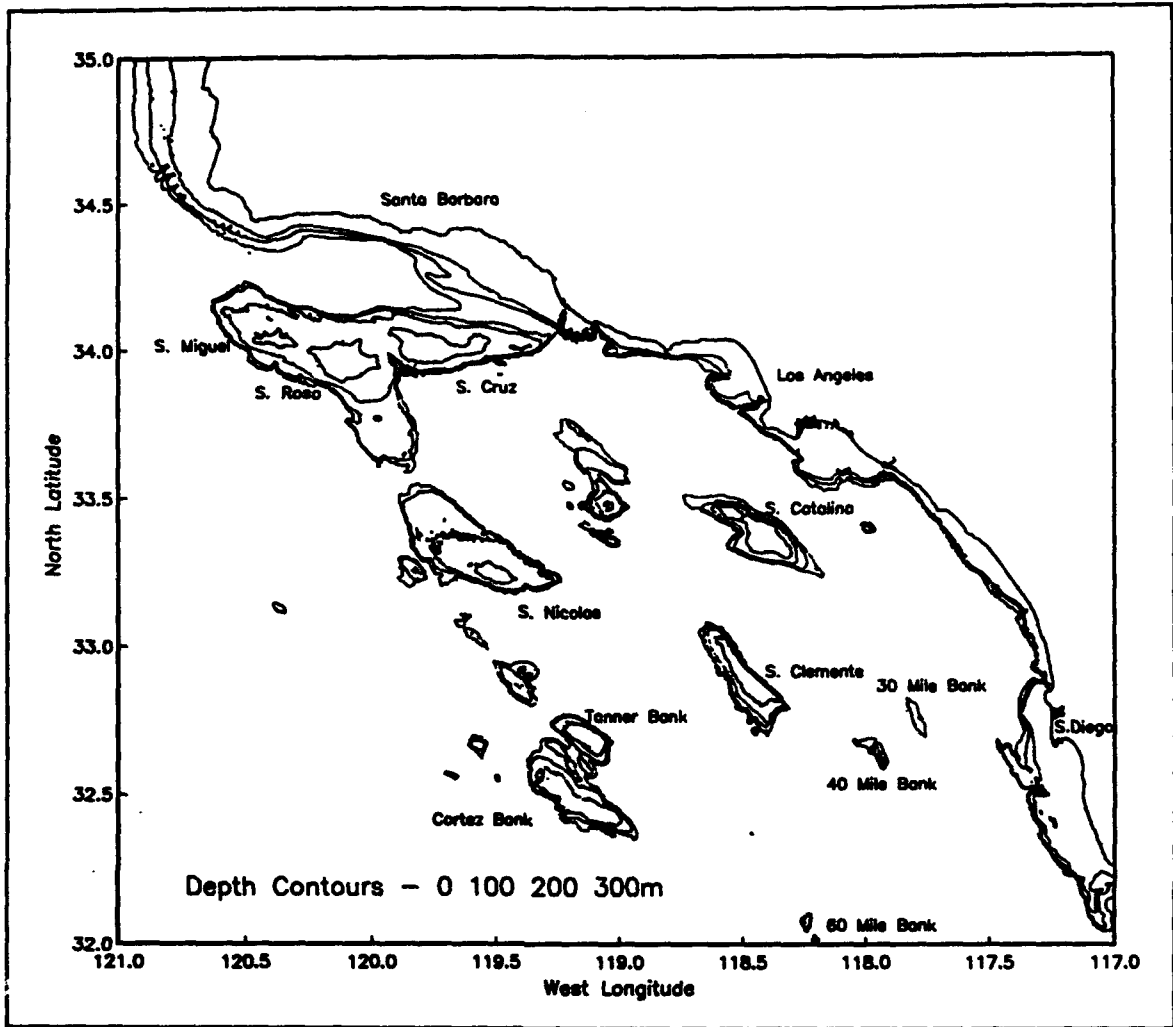 35.0
34.5
34.0
33.5
33.0
32.5
32.0
North Latitude
Santa Barbara
S. Miguel
S. Rosa
S. Cruz
Los Angeles
S. Catalina
S. Nicolas
S. Clemente
30 Mile Bank
S.Diego
Tanner Bank
40 Mile Bank
Cortez Bank
Depth Contours - 0 100 200 300m
60 Mile Bank
121.0 120.5 120.0 119.5 119.0 118.5 118.0 117.5 117.0
West Longitude